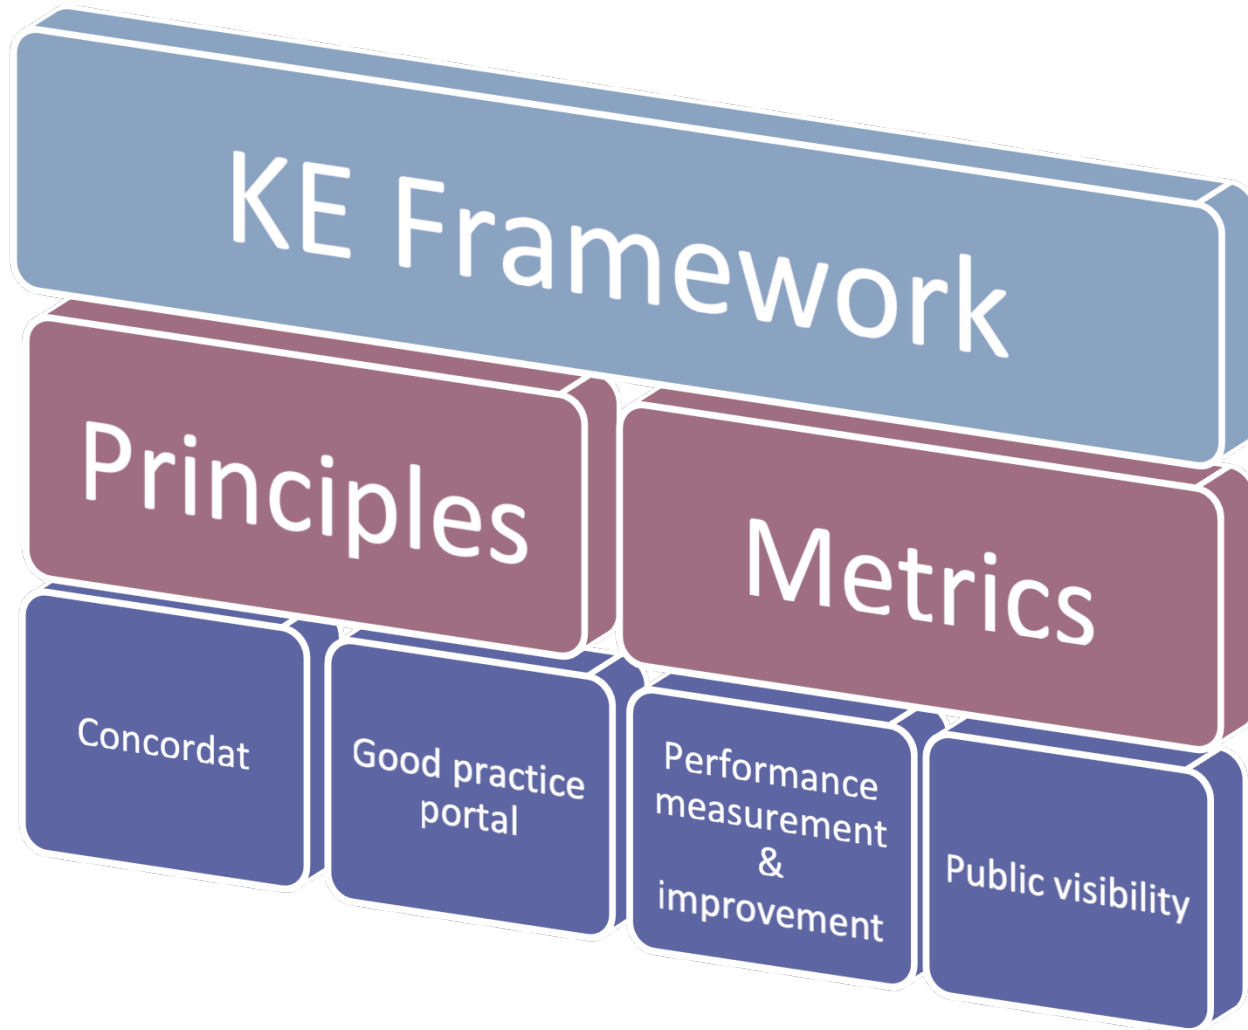 KE Framework
Principles
Metrics
Concordat
Good practice
portal
Performance
measurement
&
improvement
Public visibility